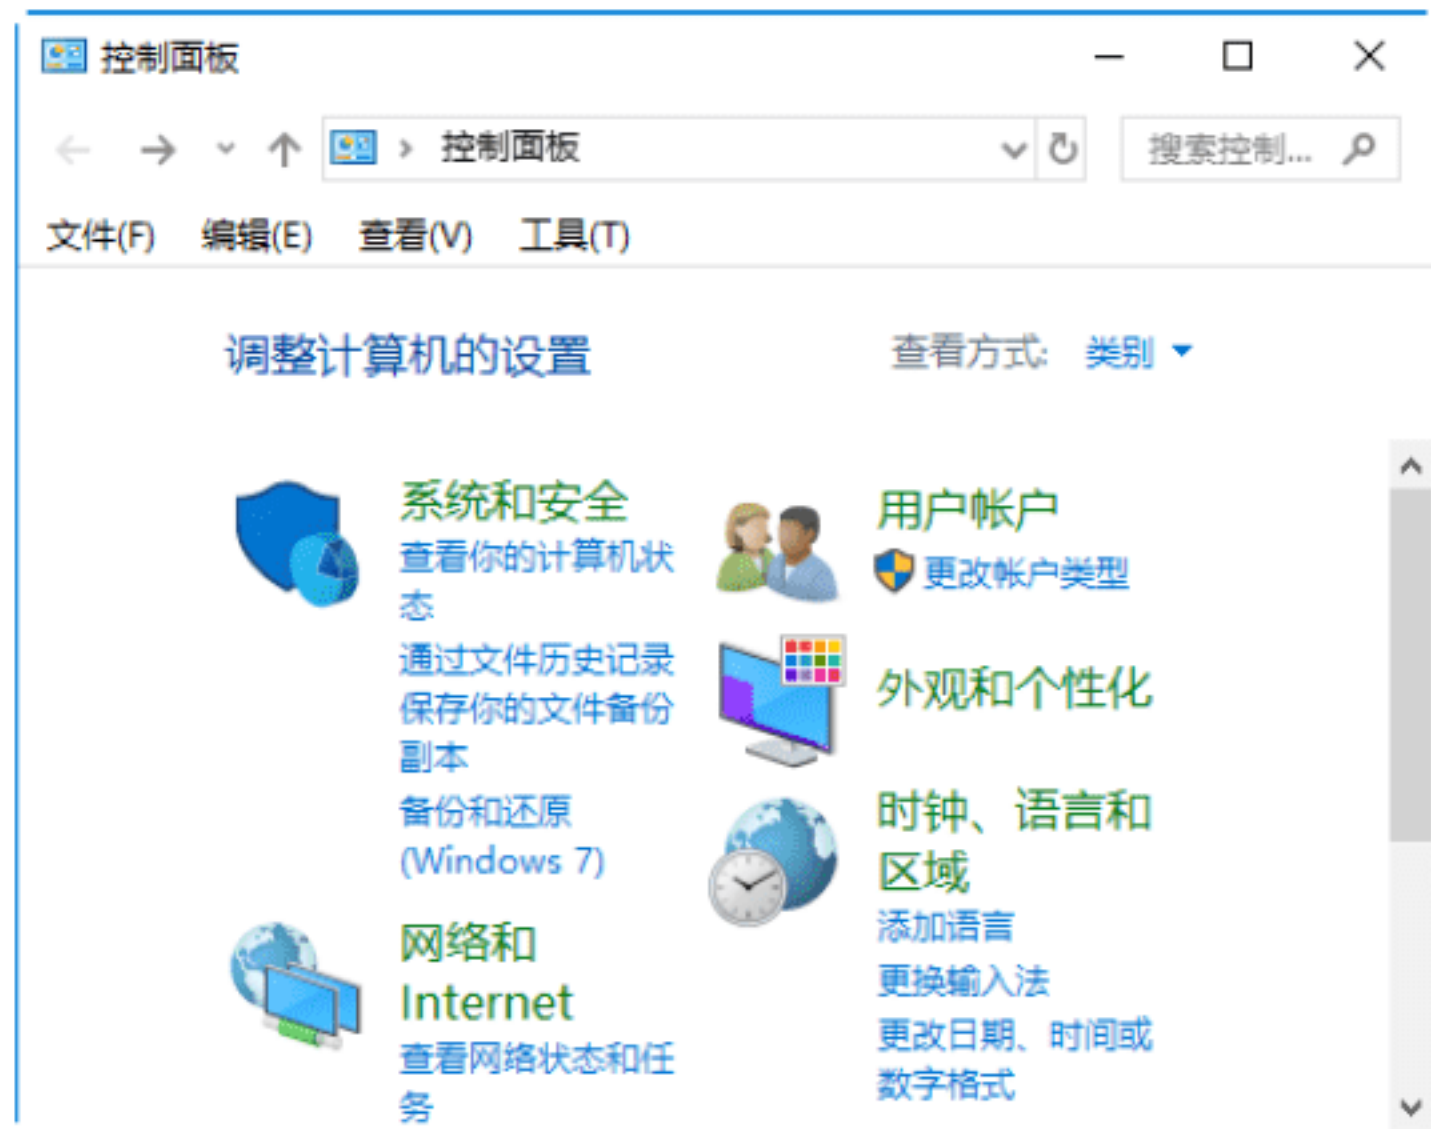 控制面板
控制面板
搜索控制...
文件(F) 编辑(E) 查看(V) 工具(T)
调整计算机的设置
查看方式: 类别
系统和安全
查看你的计算机状
态
通过文件历史记录
保存你的文件备份
副本
备份和还原
(Windows 7)
网络和
Internet
查看网络状态和任
务
用户帐户
更改帐户类型
外观和个性化
时钟、语言和
区域
添加语言
更换输入法
更改日期、时间或
数字格式